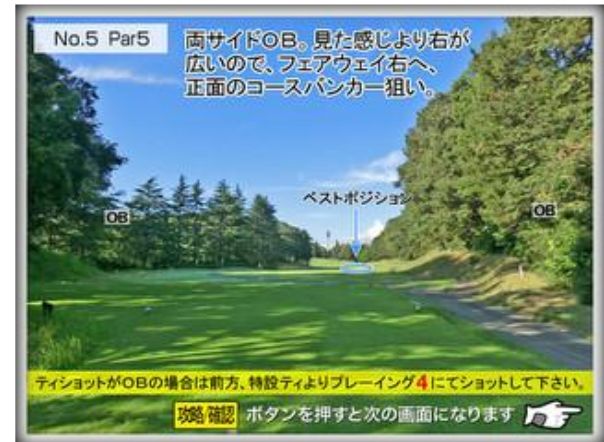 No.5 Par5
両サイドOB。見た感じより右が
広いので、フェアウェイ右へ、
正面のコースバンカー狙い。
ベストポジション
OB
OB
ティショットがOBの場合は前方、特設ティよりプレーイング4にてショットして下さい。
攻略/確認 ボタンを押すと次の画面になります